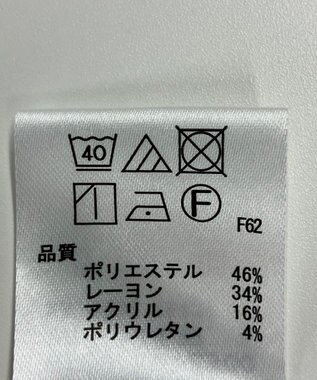 40
F
F62
品質
ポリエステル 46%
レーヨン 34%
アクリル 16%
ポリウレタン 4%